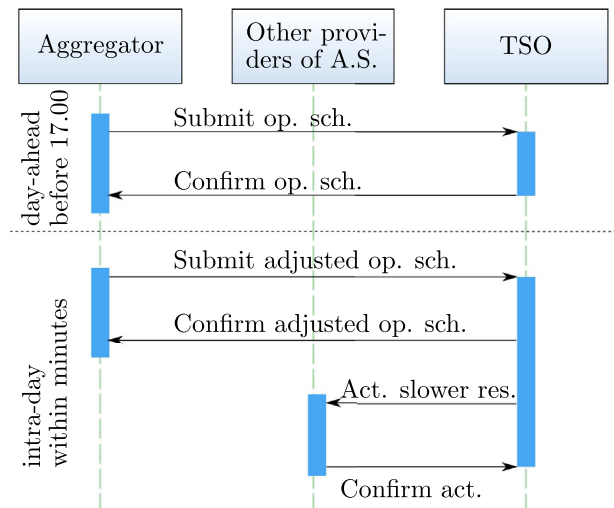 Aggregator
Other provi-
ders of A.S.
TSO
day-ahead
before 17.00
Submit op. sch.
Confirm op. sch.
intra-day
within minutes
Submit adjusted op. sch.
Confirm adjusted op. sch.
Act. slower res.
Confirm act.